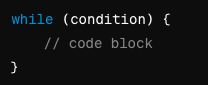 while (condition) {
    // code block
}